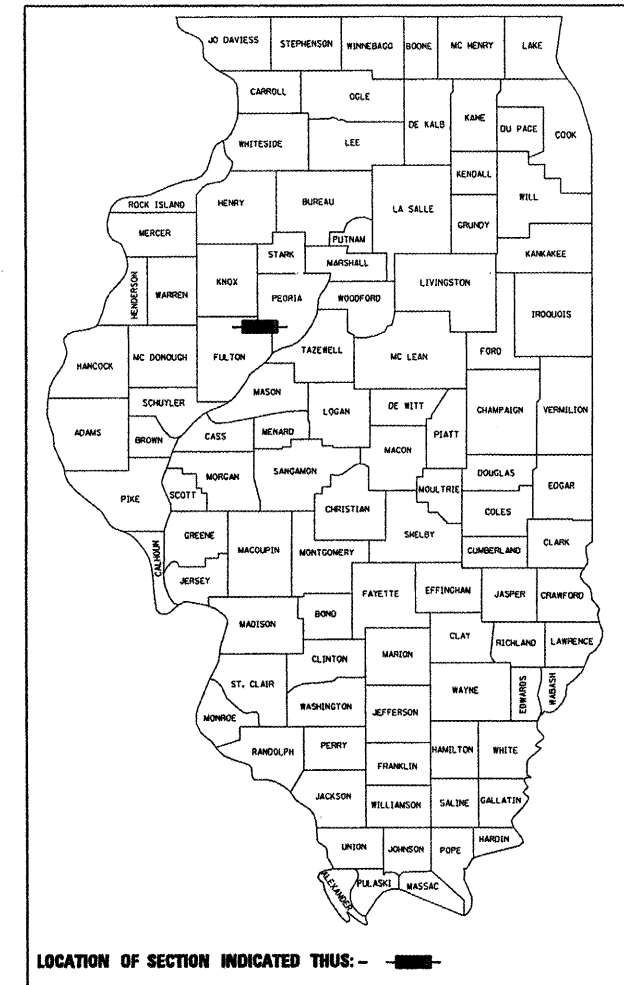 JO DAVIESS STEPHENSON WINNEBAGO BOONE MC HENRY LAKE
CARROLL OGLE
DE KALB KANE DU PAGE COOK
WHITESIDE LEE
KENDALL
WILL
ROCK ISLAND HENRY BUREAU LA SALLE GRUNDY
MERCER PUTNAM
STARK MARSHALL KANKAKEE
HENDERSON WARREN KNOX PEORIA WOODFORD LIVINGSTON
IROQUOIS
HANCOCK MC DONOUGH FULTON TAZEWELL MC LEAN FORD
MASON
SCHUYLER LOGAN DE WITT CHAMPAIGN VERMILION
ADAMS BROWN CASS MENARD PIATT
MACON
PIKE SCOTT MORGAN SANGAMON MOULTRIE DOUGLAS EDGAR
CHRISTIAN COLES
CALHOUN GREENE MACOUPIN MONTGOMERY SHELBY CUMBERLAND CLARK
JERSEY
FAYETTE EFFINGHAM JASPER CRAWFORD
MADISON BOND
CLAY RICHLAND LAWRENCE
CLINTON MARION
ST. CLAIR WAYNE EDWARDS WABASH
MONROE WASHINGTON JEFFERSON
RANDOLPH PERRY HAMILTON WHITE
FRANKLIN
JACKSON WILLIAMSON SALINE GALLATIN
UNION JOHNSON POPE HARDIN
ALEXANDER PULASKI MASSAC
LOCATION OF SECTION INDICATED THUS: -